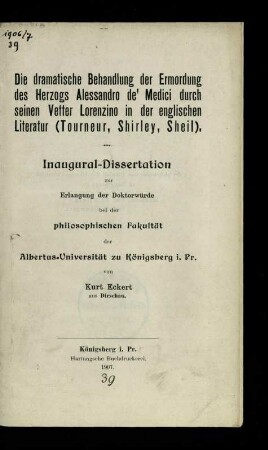 1906/7
39
Die dramatische Behandlung der Ermordung
des Herzogs Alessandro de' Medici durch
seinen Vetter Lorenzino in der englischen
Literatur (Tourneur, Shirley, Sheil).
Inaugural-Dissertation
zur
Erlangung der Doktorwürde
bei der
philosophischen Fakultät
der
Albertus-Universität zu Königsberg i. Pr.
von
Kurt Eckert
aus Dirschau.
Königsberg i. Pr.
Hartungsche Buchdruckerei.
1907.
39